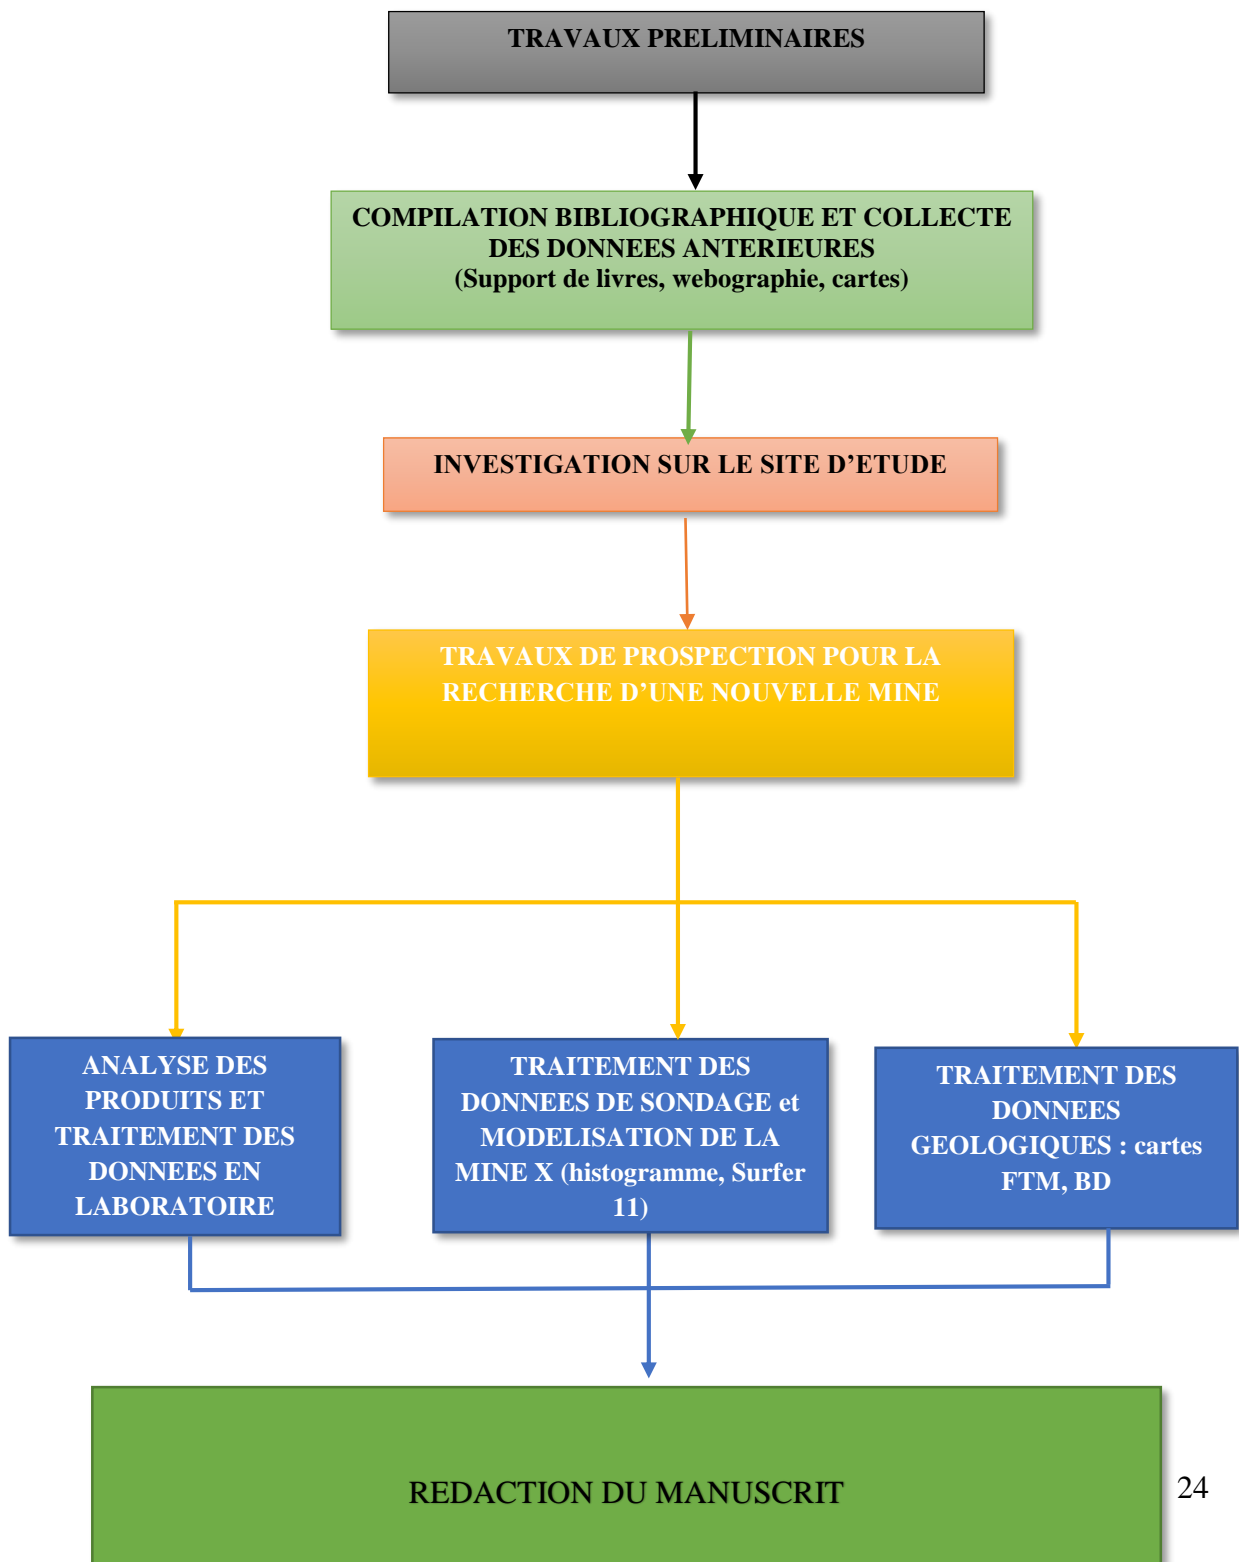 TRAVAUX PRELIMINAIRES
COMPILATION BIBLIOGRAPHIQUE ET COLLECTE
DES DONNEES ANTERIEURES
(Support de livres, webographie, cartes)
INVESTIGATION SUR LE SITE D’ETUDE
TRAVAUX DE PROSPECTION POUR LA
RECHERCHE D’UNE NOUVELLE MINE
ANALYSE DES
PRODUITS ET
TRAITEMENT DES
DONNEES EN
LABORATOIRE
TRAITEMENT DES
DONNEES DE SONDAGE et
MODELISATION DE LA
MINE X (histogramme, Surfer
11)
TRAITEMENT DES
DONNEES
GEOLOGIQUES : cartes
FTM, BD
REDACTION DU MANUSCRIT
24